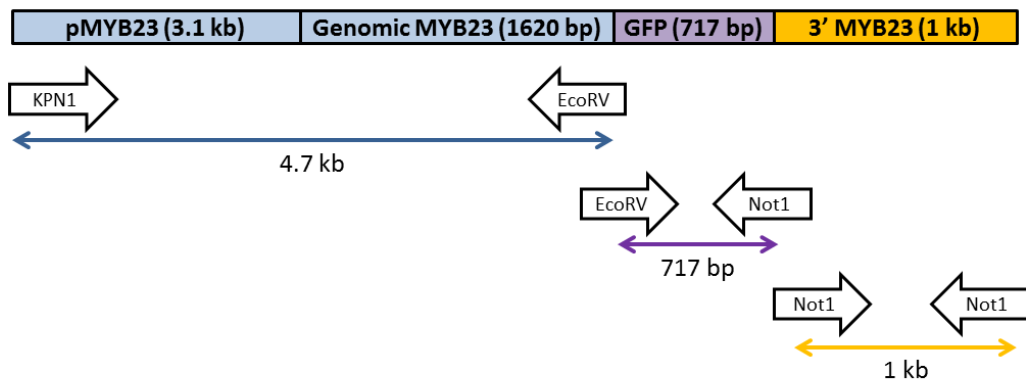 pMYB23 (3.1 kb) Genomic MYB23 (1620 bp) GFP (717 bp) 3’ MYB23 (1 kb)
KPN1 EcoRV
4.7 kb
EcoRV Not1
717 bp
Not1 Not1
1 kb